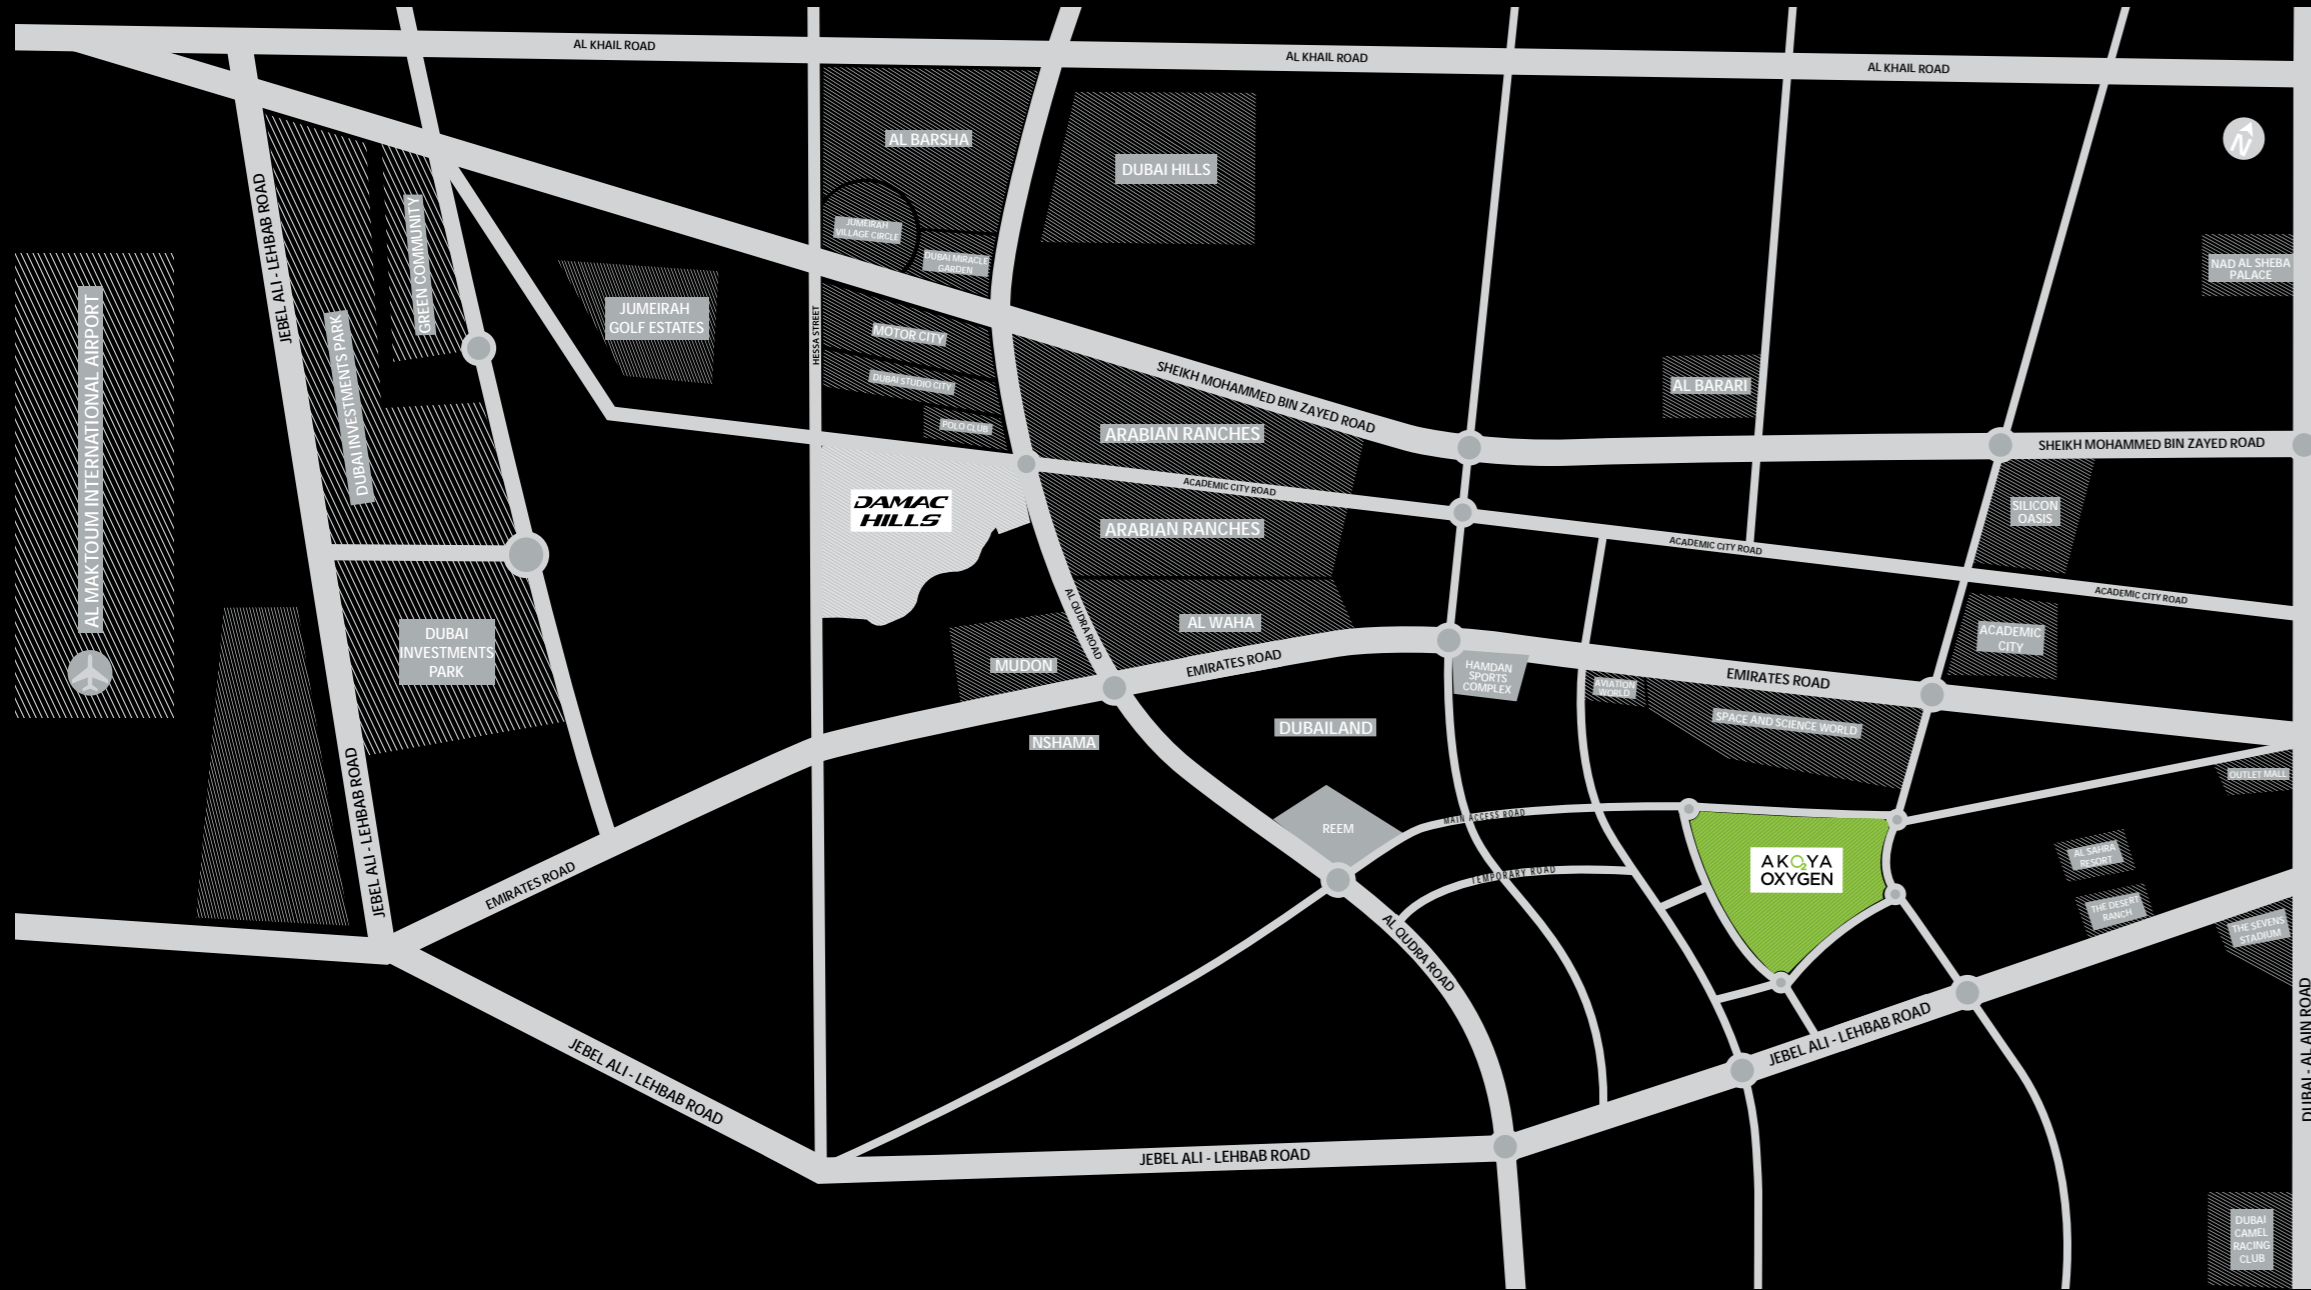 AL KHAIL ROAD
AL KHAIL ROAD
AL KHAIL ROAD
AL BARSHA
DUBAI HILLS
N
JEBEL ALI - LEHBAB ROAD
GREEN COMMUNITY
JUMEIRAH
VILLAGE CIRCLE
DUBAI MIRACLE
GARDEN
NAD AL SHEBA
PALACE
AL MAKTOUM INTERNATIONAL AIRPORT
DUBAI INVESTMENTS PARK
JUMEIRAH
GOLF ESTATES
HESSA STREET
MOTOR CITY
DUBAI STUDIO CITY
POLO CLUB
SHEIKH MOHAMMED BIN ZAYED ROAD
AL BARARI
ARABIAN RANCHES
SHEIKH MOHAMMED BIN ZAYED ROAD
ACADEMIC CITY ROAD
DAMAC
HILLS
ARABIAN RANCHES
SILICON
OASIS
ACADEMIC CITY ROAD
ACADEMIC CITY ROAD
AL QUDRA ROAD
AL WAHA
DUBAI
INVESTMENTS
PARK
MUDON
EMIRATES ROAD
HAMDAN
SPORTS
COMPLEX
ACADEMIC
CITY
AVIATION
WORLD
EMIRATES ROAD
SPACE AND SCIENCE WORLD
DUBAILAND
NSHAMA
OUTLET MALL
JEBEL ALI - LEHBAB ROAD
REEM
MAIN ACCESS ROAD
TEMPORARY ROAD
AKO2YA
OXYGEN
AL SAHRA
RESORT
THE DESERT
RANCH
THE SEVENS
STADIUM
EMIRATES ROAD
AL QUDRA ROAD
JEBEL ALI - LEHBAB ROAD
JEBEL ALI - LEHBAB ROAD
JEBEL ALI - LEHBAB ROAD
DUBAI - AL AIN ROAD
DUBAI
CAMEL
RACING
CLUB